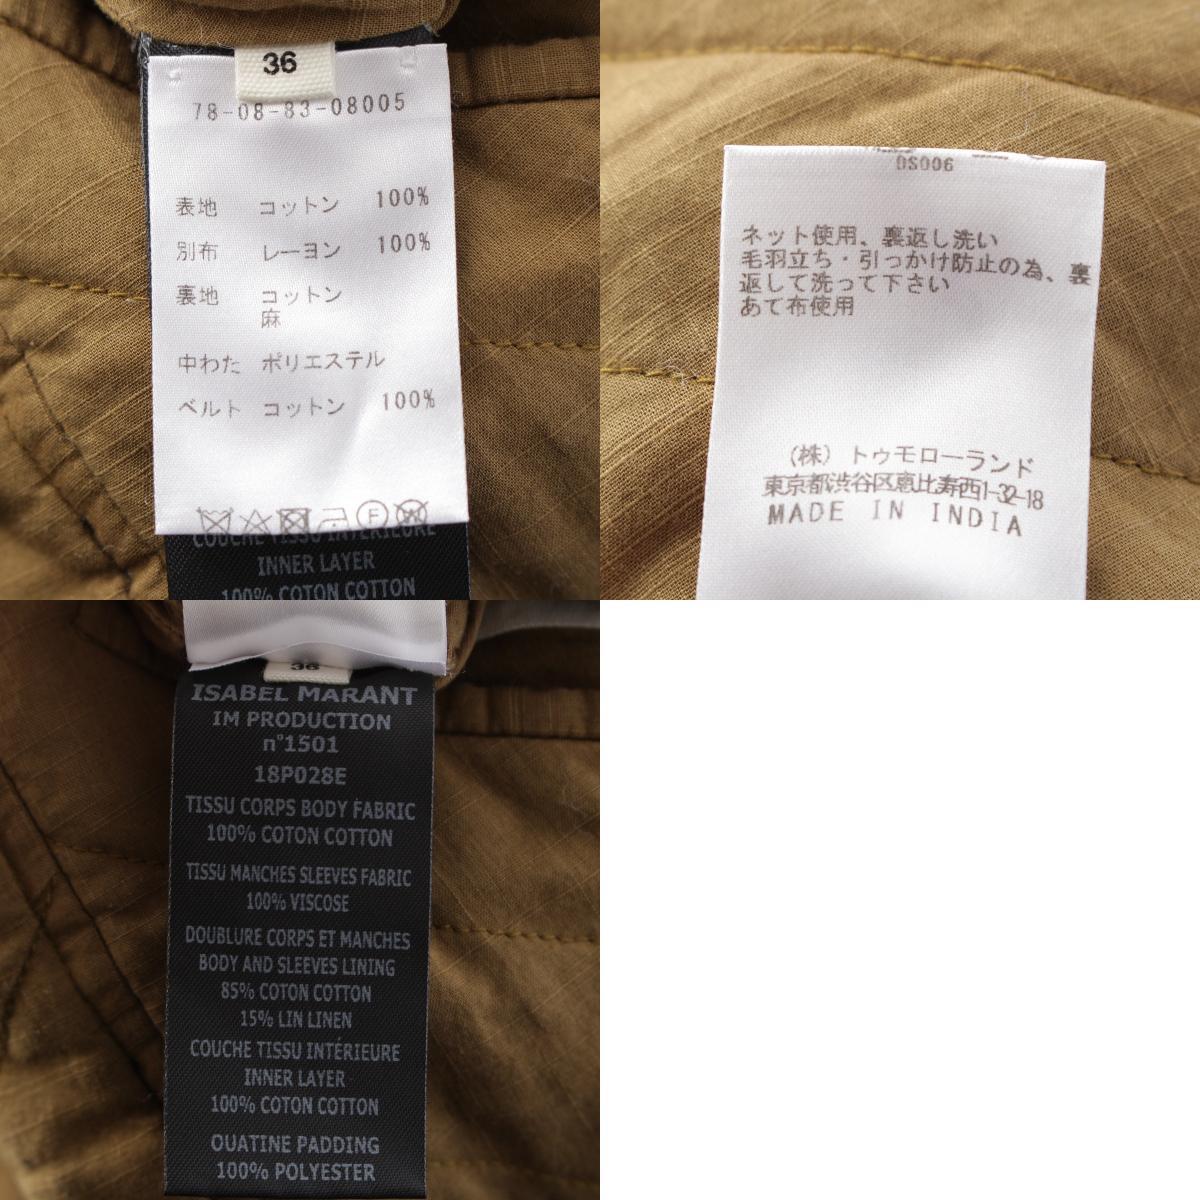 36
78-08-83-08005
表地 コットン 100%
別布 レーヨン 100%
裏地 コットン
麻
中わた ポリエステル
ベルト コットン 100%
F
COUCHE TISSU INTÉRIEURE
INNER LAYER
100% COTON COTTON
DS006
ネット使用、裏返し洗い
毛羽立ち・引っかけ防止の為、裏
返して洗って下さい
あて布使用
(株) トゥモローランド
東京都渋谷区恵比寿西1-32-18
MADE IN INDIA
36
ISABEL MARANT
IM PRODUCTION
n°1501
18P028E
TISSU CORPS BODY FABRIC
100% COTON COTTON
TISSU MANCHES SLEEVES FABRIC
100% VISCOSE
DOUBLURE CORPS ET MANCHES
BODY AND SLEEVES LINING
85% COTON COTTON
15% LIN LINEN
COUCHE TISSU INTÉRIEURE
INNER LAYER
100% COTON COTTON
OUATINE PADDING
100% POLYESTER